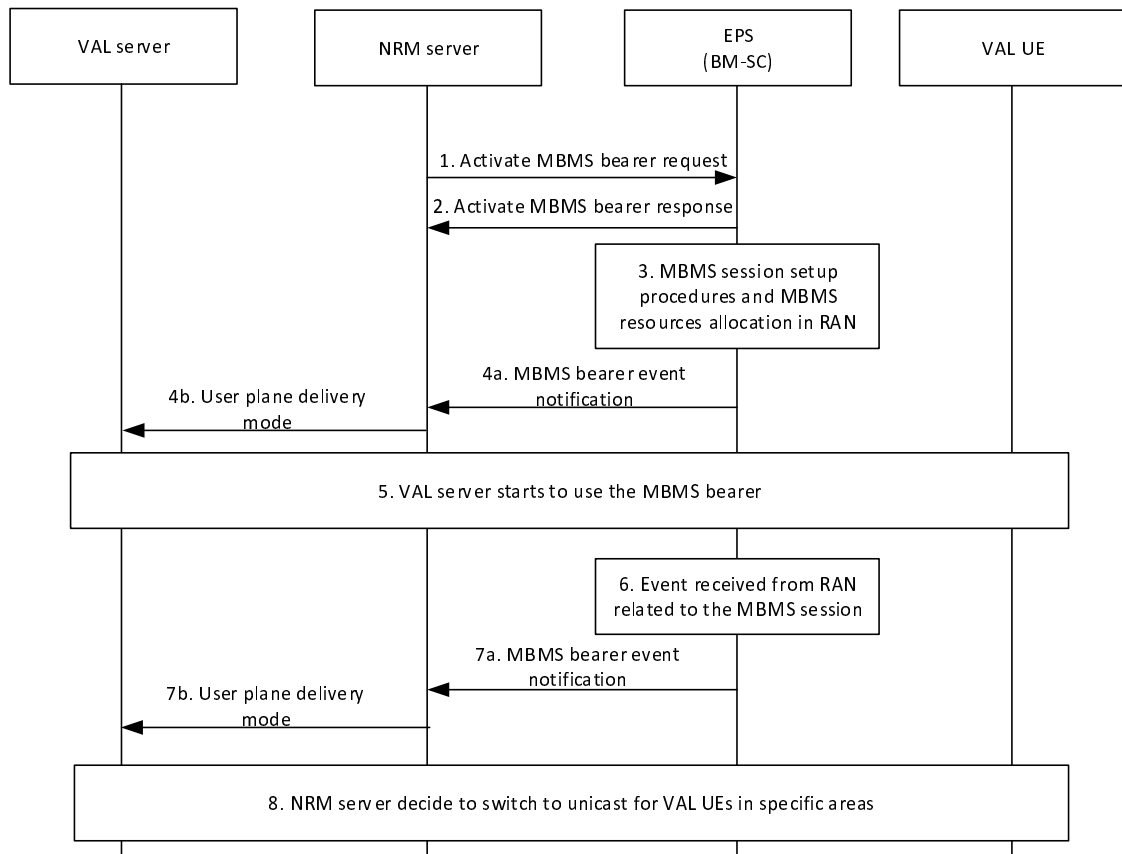 VAL server
NRM server
EPS
(BM-SC)
VAL UE
1. Activate MBMS bearer request
2. Activate MBMS bearer response
3. MBMS session setup
procedures and MBMS
resources allocation in RAN
4a. MBMS bearer event
notification
4b. User plane delivery
mode
5. VAL server starts to use the MBMS bearer
6. Event received from RAN
related to the MBMS session
7a. MBMS bearer event
notification
7b. User plane delivery
mode
8. NRM server decide to switch to unicast for VAL UEs in specific areas